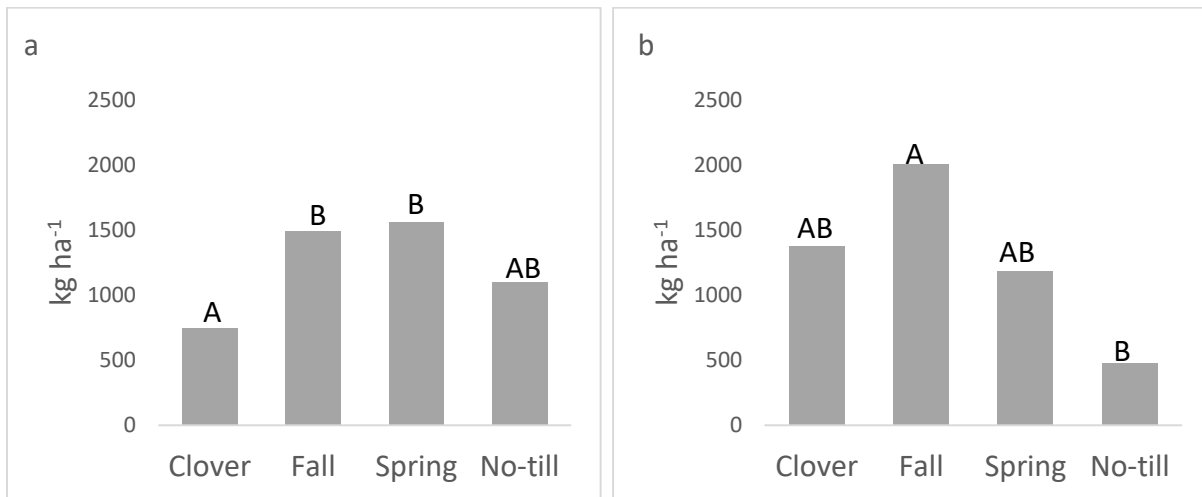 a
2500
2000
1500
1000
500
0
kg ha⁻¹
A
B
B
AB
Clover Fall Spring No-till
b
2500
2000
1500
1000
500
0
kg ha⁻¹
AB
A
AB
B
Clover Fall Spring No-till